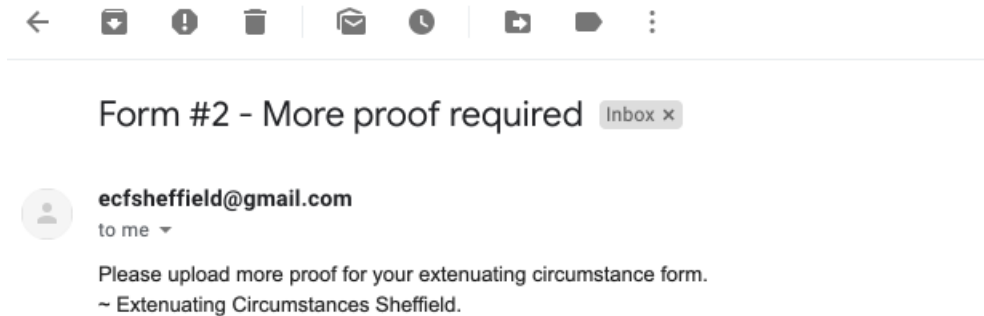 Form #2 - More proof required Inbox ×
ecfsheffield@gmail.com
to me
Please upload more proof for your extenuating circumstance form.
~ Extenuating Circumstances Sheffield.